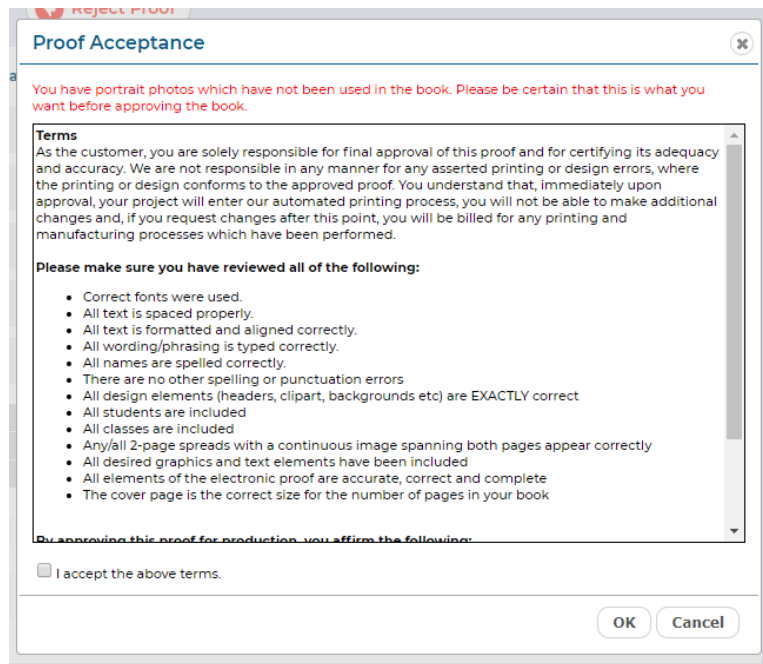 Reject Proof
Proof Acceptance
You have portrait photos which have not been used in the book. Please be certain that this is what you
want before approving the book.
Terms
As the customer, you are solely responsible for final approval of this proof and for certifying its adequacy
and accuracy. We are not responsible in any manner for any asserted printing or design errors, where
the printing or design conforms to the approved proof. You understand that, immediately upon
approval, your project will enter our automated printing process, you will not be able to make additional
changes and, if you request changes after this point, you will be billed for any printing and
manufacturing processes which have been performed.
Please make sure you have reviewed all of the following:
• Correct fonts were used.
• All text is spaced properly.
• All text is formatted and aligned correctly.
• All wording/phrasing is typed correctly.
• All names are spelled correctly.
• There are no other spelling or punctuation errors
• All design elements (headers, clipart, backgrounds etc) are EXACTLY correct
• All students are included
• All classes are included
• Any/all 2-page spreads with a continuous image spanning both pages appear correctly
• All desired graphics and text elements have been included
• All elements of the electronic proof are accurate, correct and complete
• The cover page is the correct size for the number of pages in your book
By approving this proof for production, you affirm the following:
I accept the above terms.
OK Cancel